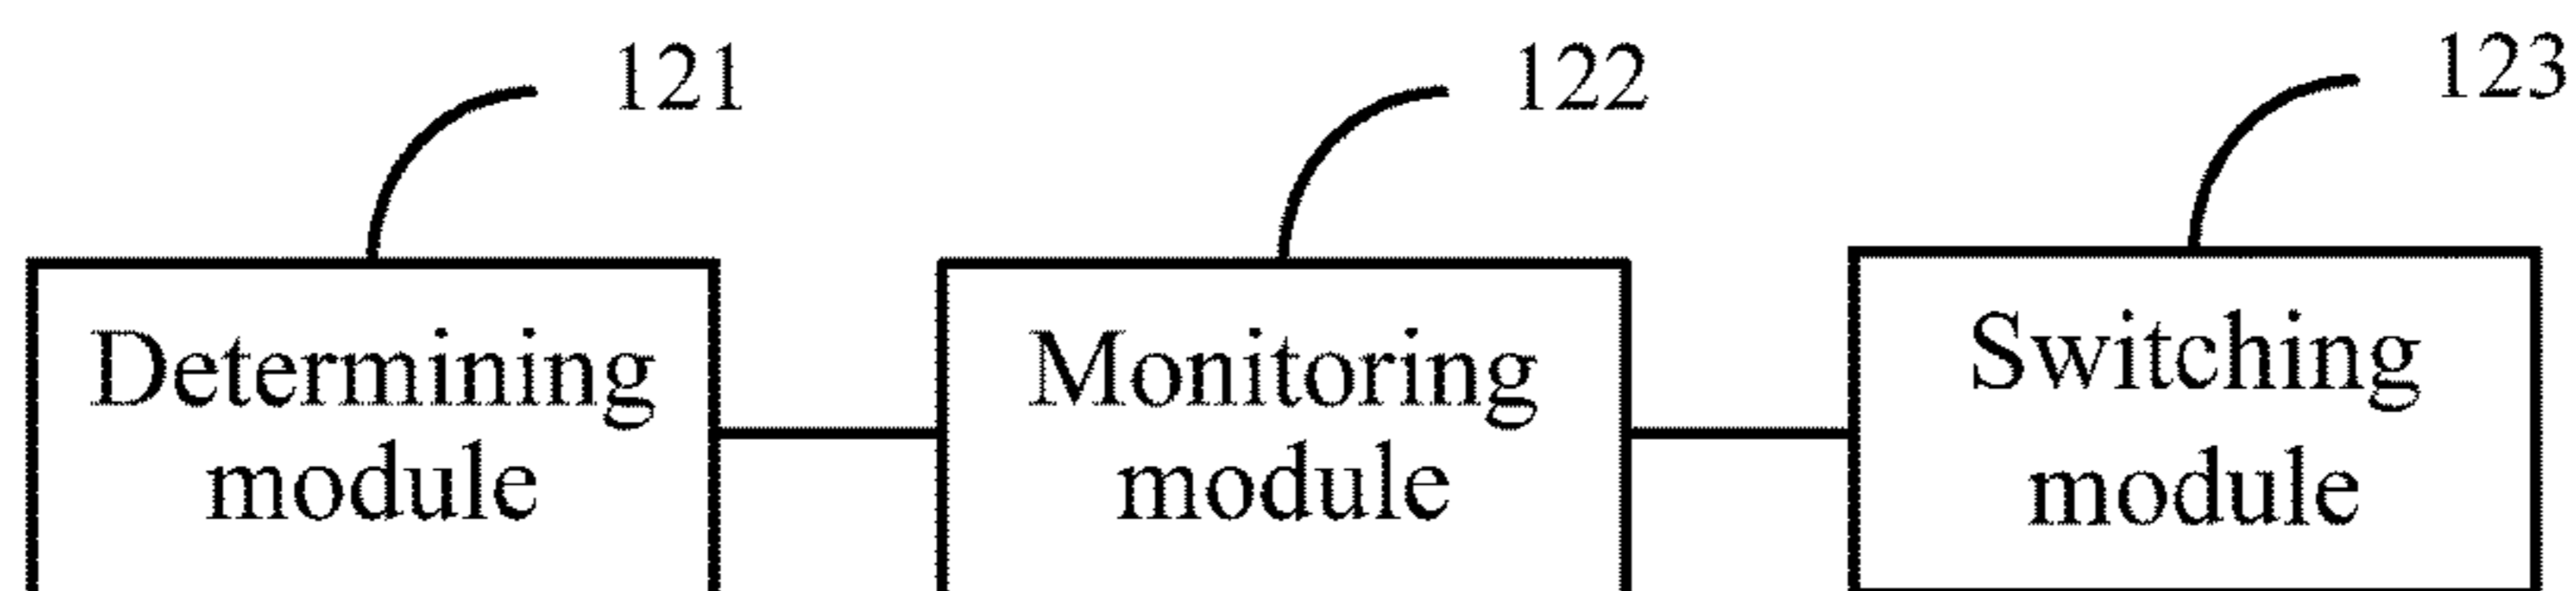 121
122
123
Determining
module
Monitoring
module
Switching
module